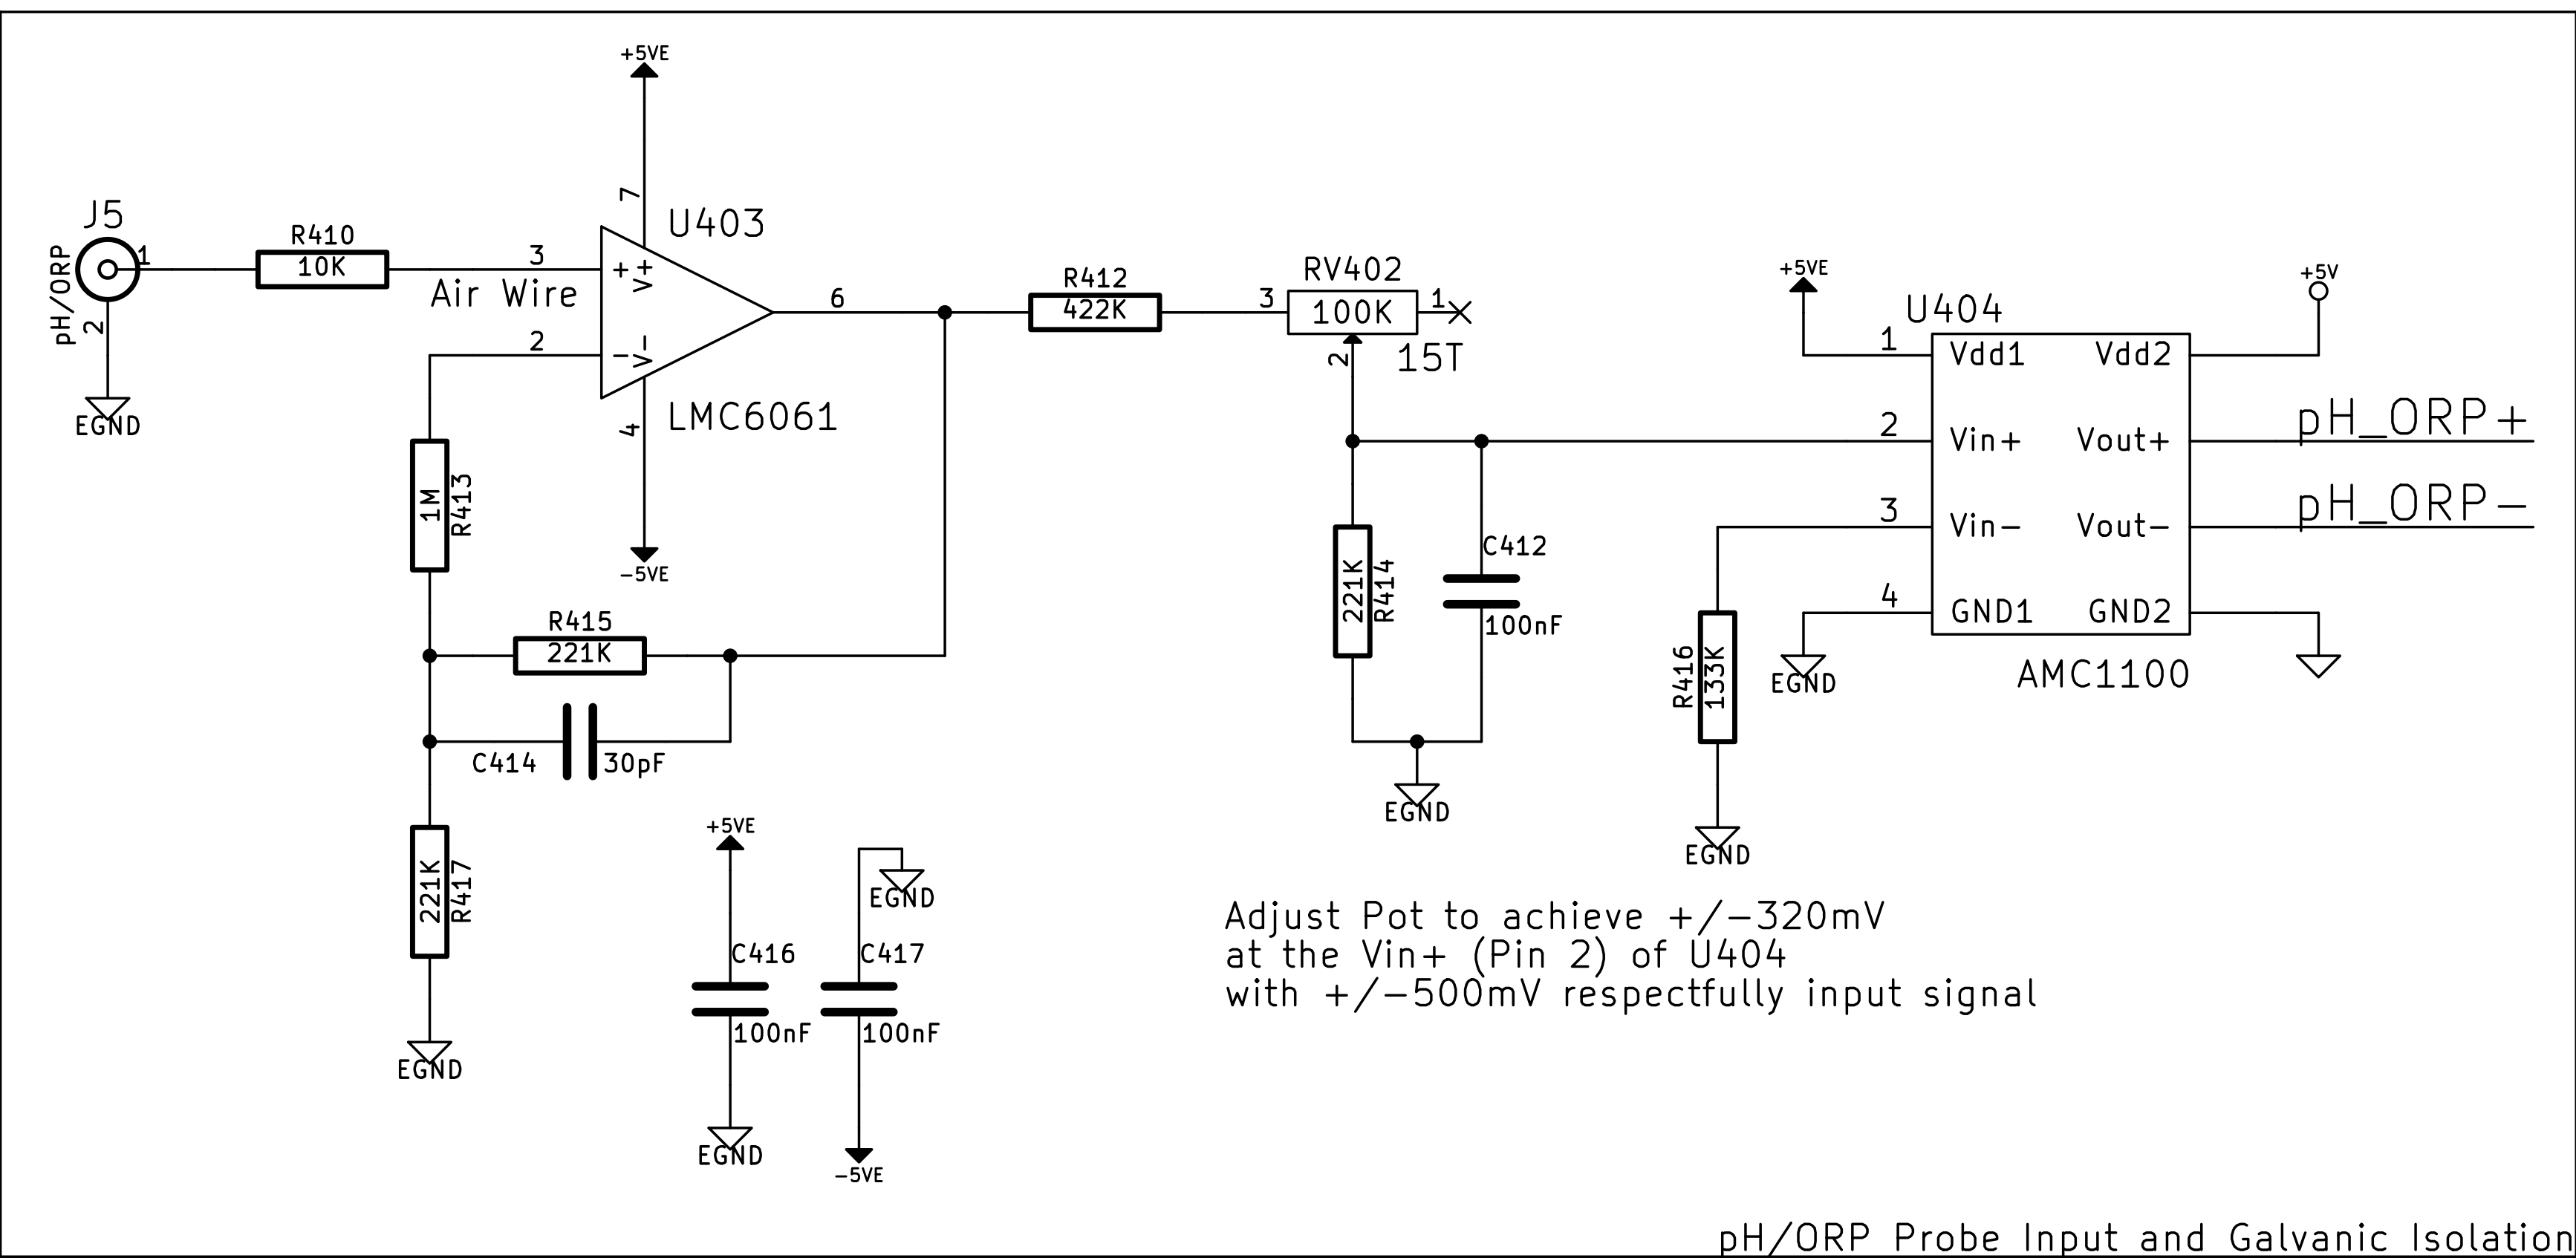 +5VE
7
U403
J5
pH/ORP
1
2
EGND
R410
10K
3
Air Wire
+
V+
2
-
V-
4
LMC6061
-5VE
6
1M
R413
R415
221K
C414
30pF
221K
R417
EGND
+5VE
C416
100nF
EGND
EGND
C417
100nF
-5VE
R412
422K
RV402
3
100K
1
2
15T
221K
R414
C412
100nF
EGND
+5VE
U404
+5V
1
Vdd1
Vdd2
2
Vin+
Vout+
pH_ORP+
3
Vin-
Vout-
pH_ORP-
4
GND1
GND2
EGND
AMC1100
R416
133K
EGND
Adjust Pot to achieve +/-320mV
at the Vin+ (Pin 2) of U404
with +/-500mV respectfully input signal
pH/ORP Probe Input and Galvanic Isolation